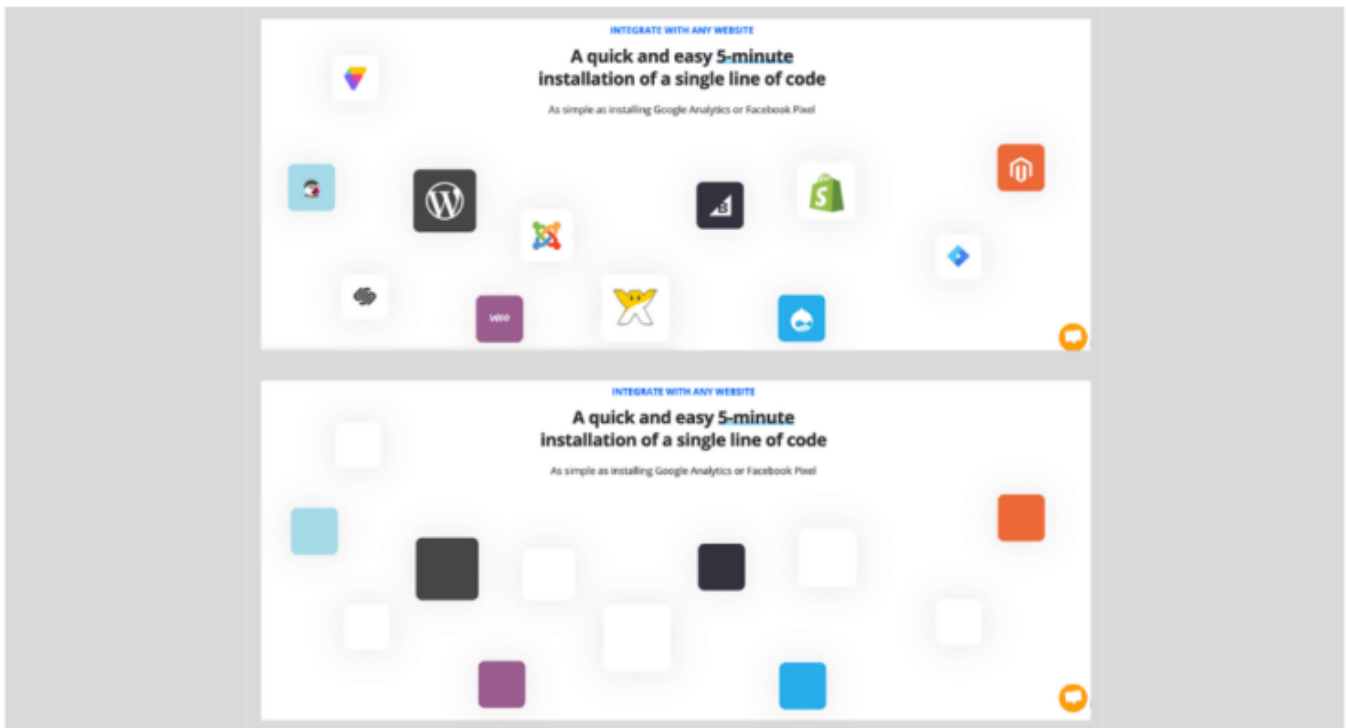 INTEGRATE WITH ANY WEBSITE
A quick and easy 5-minute
installation of a single line of code
As simple as installing Google Analytics or Facebook Pixel
B
S
Woo
INTEGRATE WITH ANY WEBSITE
A quick and easy 5-minute
installation of a single line of code
As simple as installing Google Analytics or Facebook Pixel